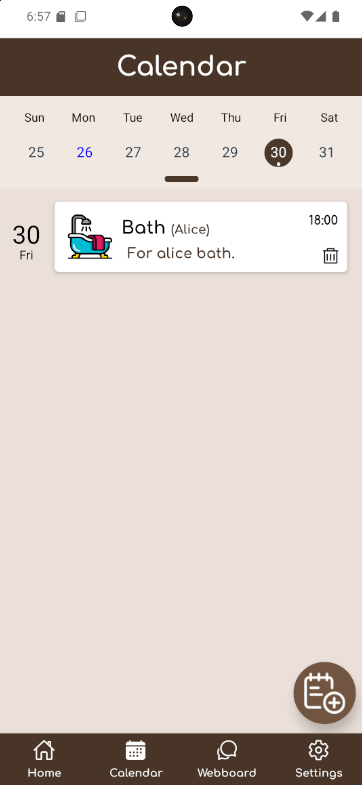 6:57
Calendar
Sun Mon Tue Wed Thu Fri Sat
25 26 27 28 29 30 31
30
Fri
Bath (Alice)
18:00
For alice bath.
Home Calendar Webboard Settings